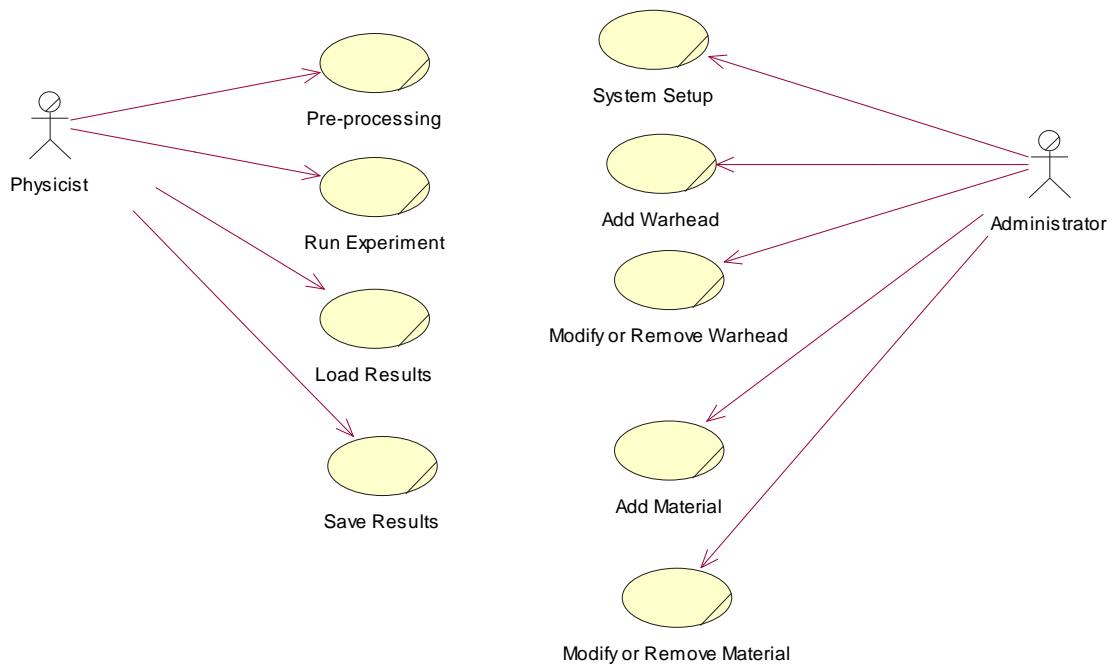 Physicist
Pre-processing
Run Experiment
Load Results
Save Results
System Setup
Add Warhead
Modify or Remove Warhead
Add Material
Modify or Remove Material
Administrator